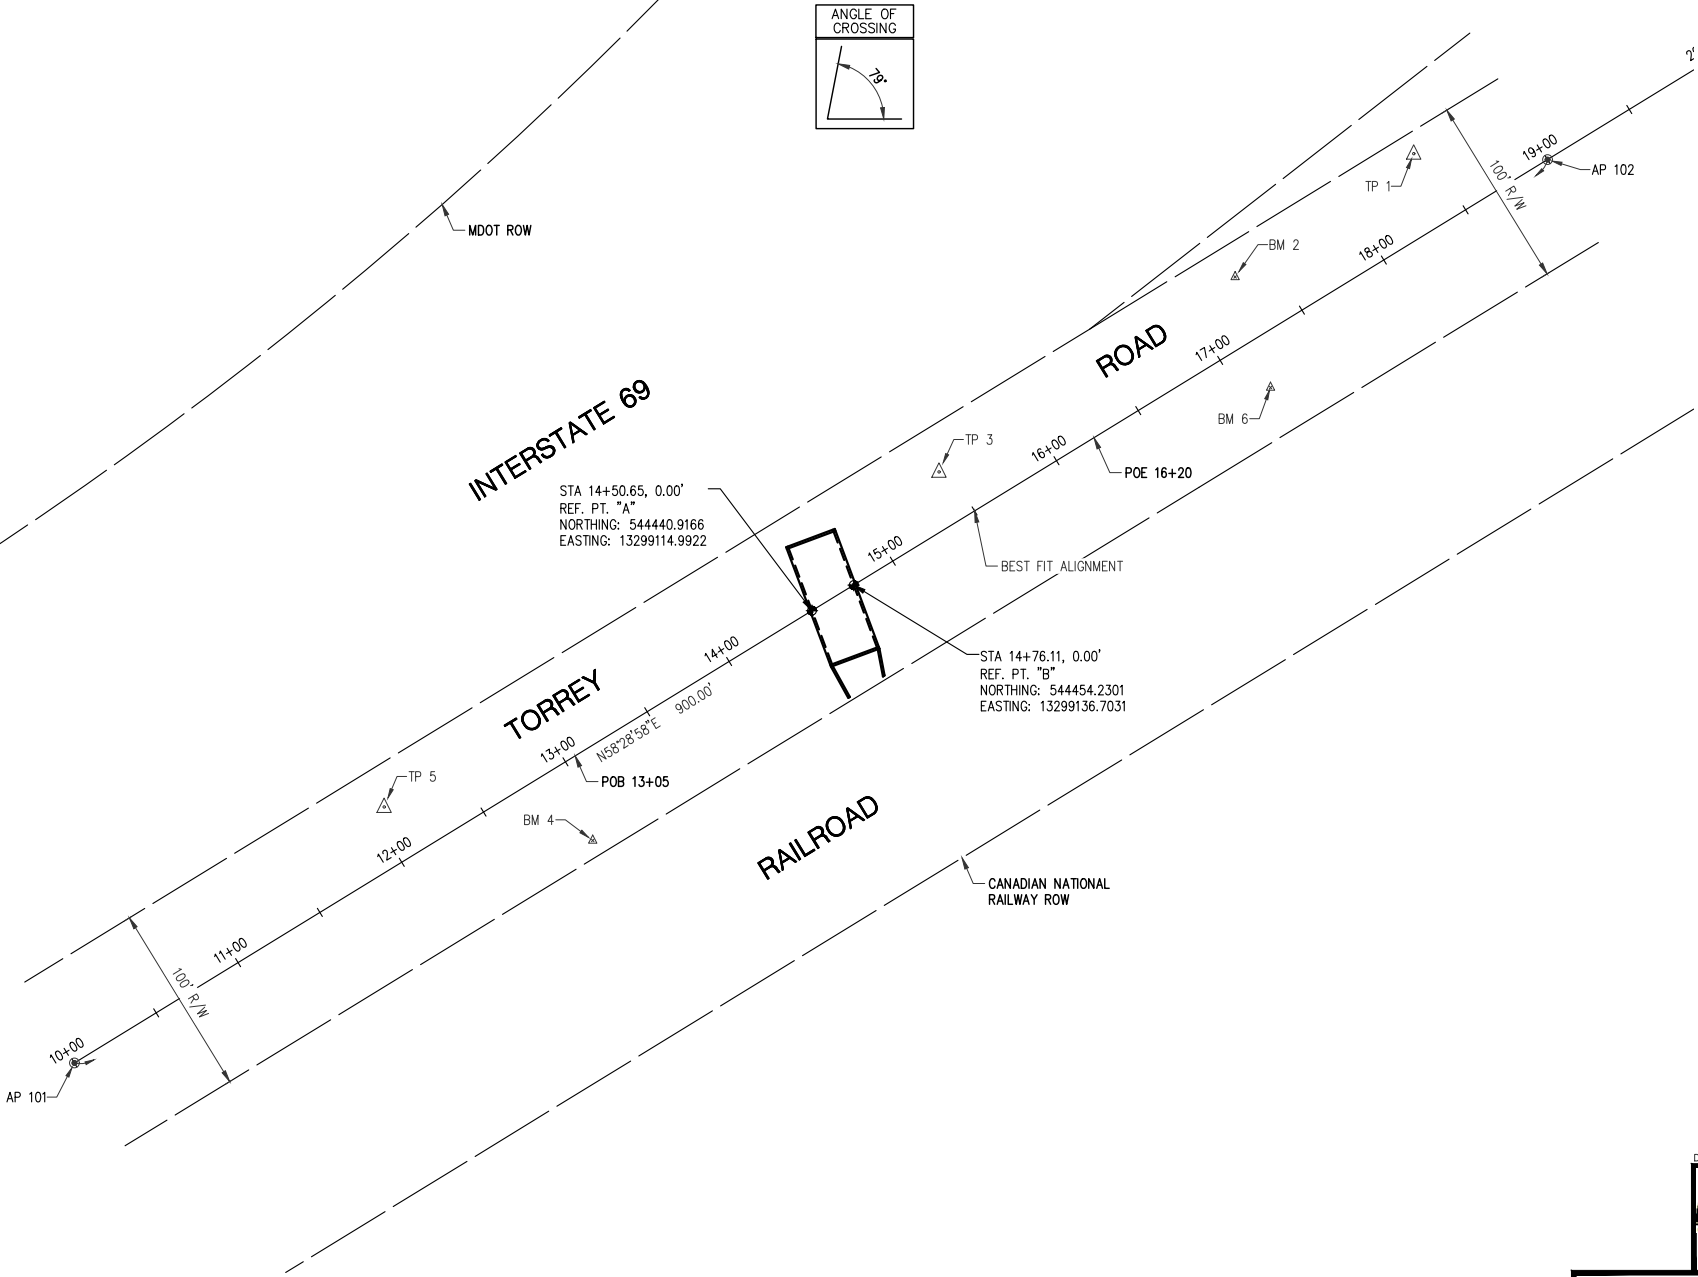 ANGLE OF
CROSSING
79°
19+00
AP 102
100' R/W
TP 1
MDOT ROW
BM 2
18+00
ROAD
17+00
INTERSTATE 69
BM 6
TP 3
16+00
POE 16+20
STA 14+50.65, 0.00'
REF. PT. "A"
NORTHING: 544440.9166
EASTING: 13299114.9922
15+00
BEST FIT ALIGNMENT
14+00
STA 14+76.11, 0.00'
REF. PT. "B"
NORTHING: 544454.2301
EASTING: 13299136.7031
TORREY
N58°28'58"E 900.00'
13+00
POB 13+05
TP 5
BM 4
RAILROAD
12+00
CANADIAN NATIONAL
RAILWAY ROW
11+00
100' R/W
10+00
AP 101